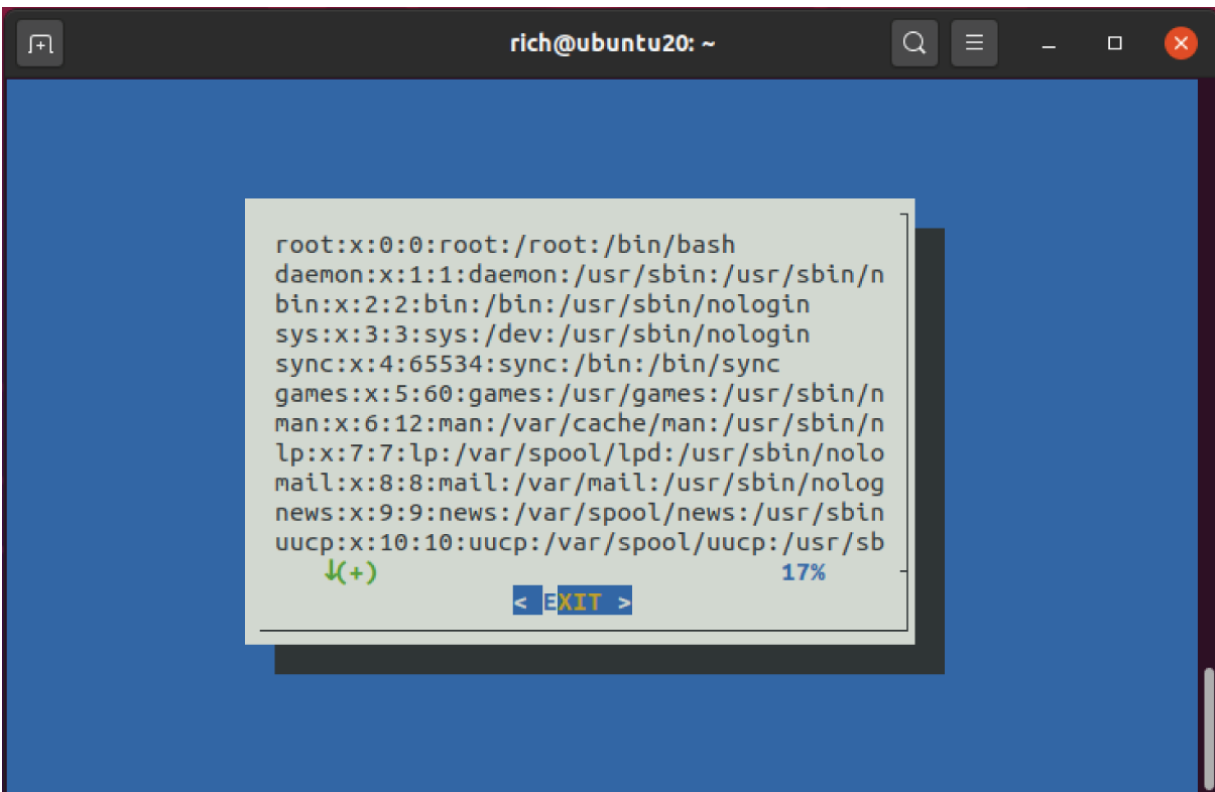 rich@ubuntu20: ~
root:x:0:0:root:/root:/bin/bash
daemon:x:1:1:daemon:/usr/sbin:/usr/sbin/n
bin:x:2:2:bin:/bin:/usr/sbin/nologin
sys:x:3:3:sys:/dev:/usr/sbin/nologin
sync:x:4:65534:sync:/bin:/bin/sync
games:x:5:60:games:/usr/games:/usr/sbin/n
man:x:6:12:man:/var/cache/man:/usr/sbin/n
lp:x:7:7:lp:/var/spool/lpd:/usr/sbin/nolo
mail:x:8:8:mail:/var/mail:/usr/sbin/nolog
news:x:9:9:news:/var/spool/news:/usr/sbin
uucp:x:10:10:uucp:/var/spool/uucp:/usr/sb
↓(+) 17%
< EXIT >